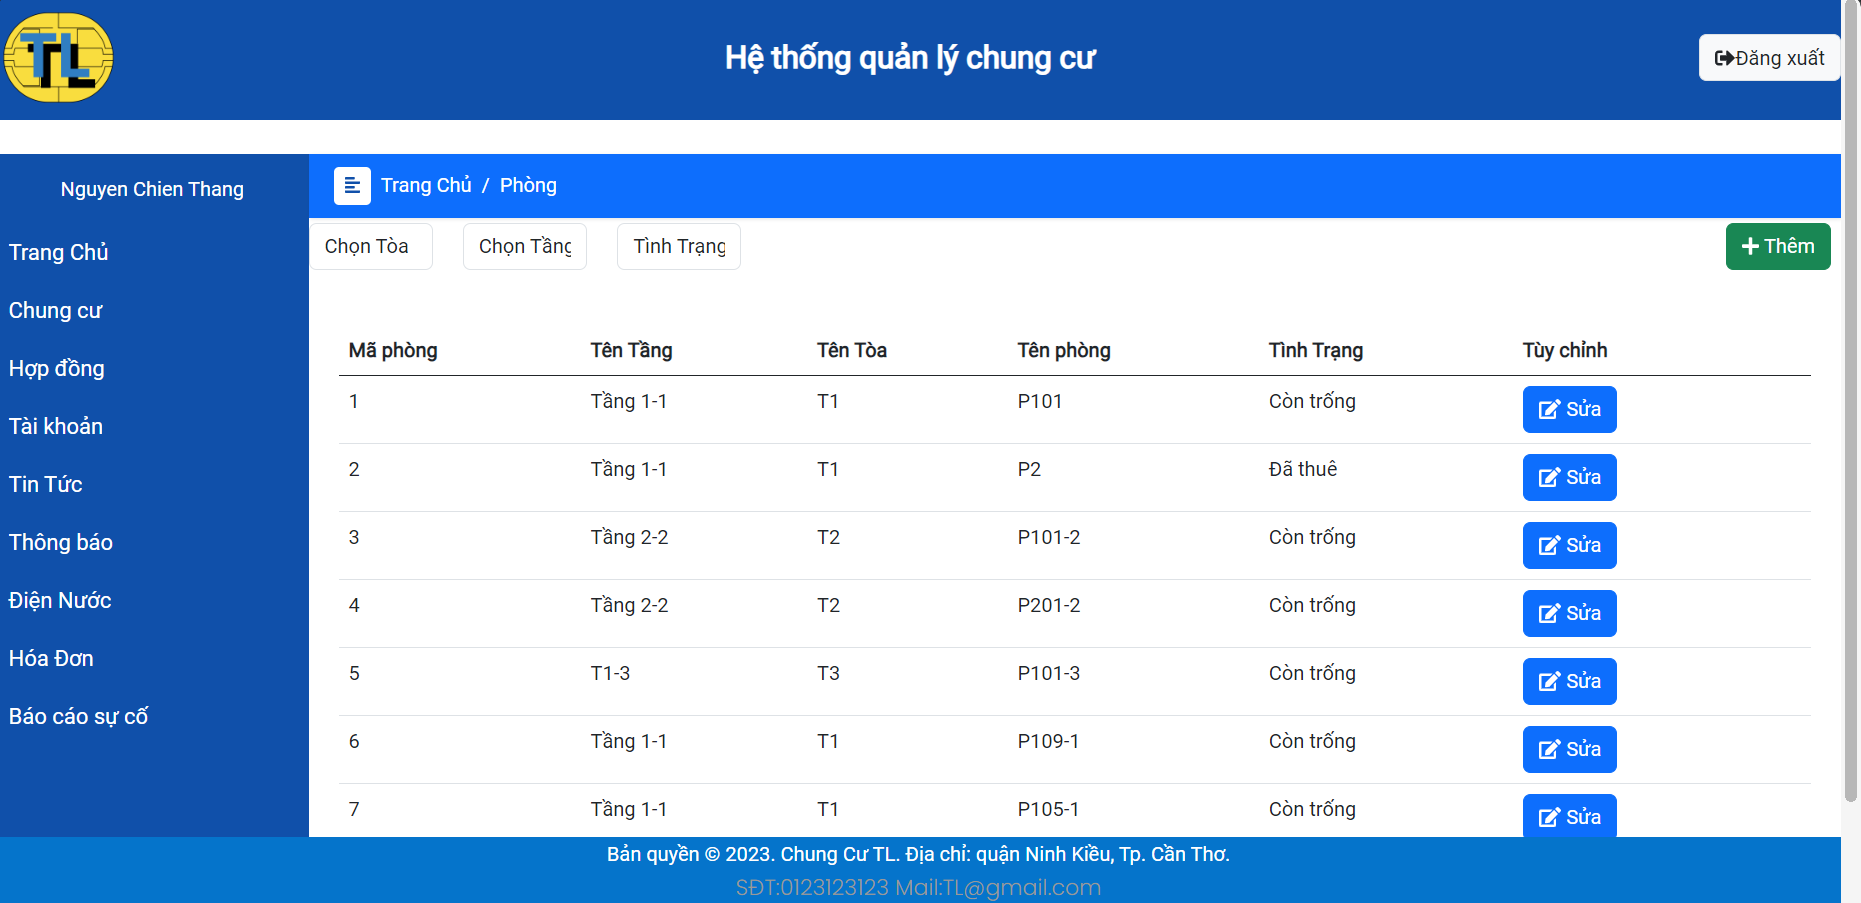 TL
Hệ thống quản lý chung cư
Đăng xuất
Nguyen Chien Thang
Trang Chủ / Phòng
Trang Chủ
Chung cư
Hợp đồng
Tài khoản
Tin Tức
Thông báo
Điện Nước
Hóa Đơn
Báo cáo sự cố
Chọn Tòa Chọn Tầng Tình Trạng Thêm
Mã phòng Tên Tầng Tên Tòa Tên phòng Tình Trạng Tùy chỉnh
1 Tầng 1-1 T1 P101 Còn trống Sửa
2 Tầng 1-1 T1 P2 Đã thuê Sửa
3 Tầng 2-2 T2 P101-2 Còn trống Sửa
4 Tầng 2-2 T2 P201-2 Còn trống Sửa
5 T1-3 T3 P101-3 Còn trống Sửa
6 Tầng 1-1 T1 P109-1 Còn trống Sửa
7 Tầng 1-1 T1 P105-1 Còn trống Sửa
Bản quyền © 2023. Chung Cư TL. Địa chỉ: quận Ninh Kiều, Tp. Cần Thơ.
SĐT:0123123123 Mail:TL@gmail.com